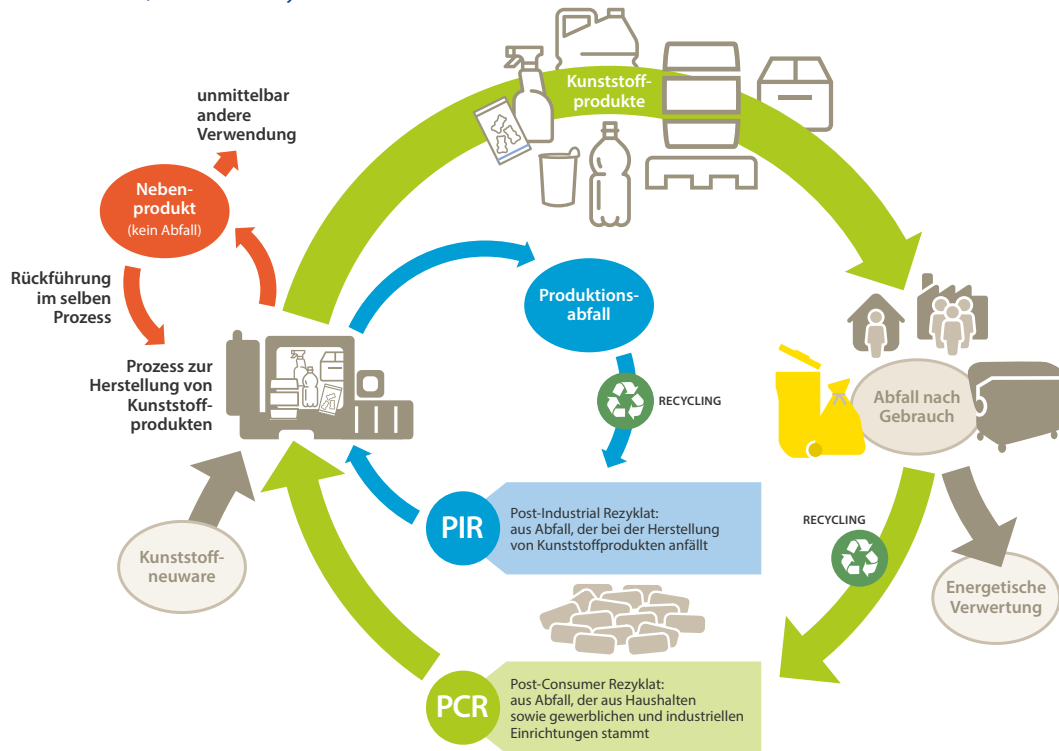 Kunststoff-
produkte
unmittelbar
andere
Verwendung
Neben-
produkt
(kein Abfall)
Rückführung
im selben
Prozess
Produktions-
abfall
Prozess zur
Herstellung von
Kunststoff-
produkten
RECYCLING
Abfall nach
Gebrauch
PIR
Post-Industrial Rezyklat:
aus Abfall, der bei der Herstellung
von Kunststoffprodukten anfällt
RECYCLING
Kunststoff-
neuware
Energetische
Verwertung
PCR
Post-Consumer Rezyklat:
aus Abfall, der aus Haushalten
sowie gewerblichen und industriellen
Einrichtungen stammt